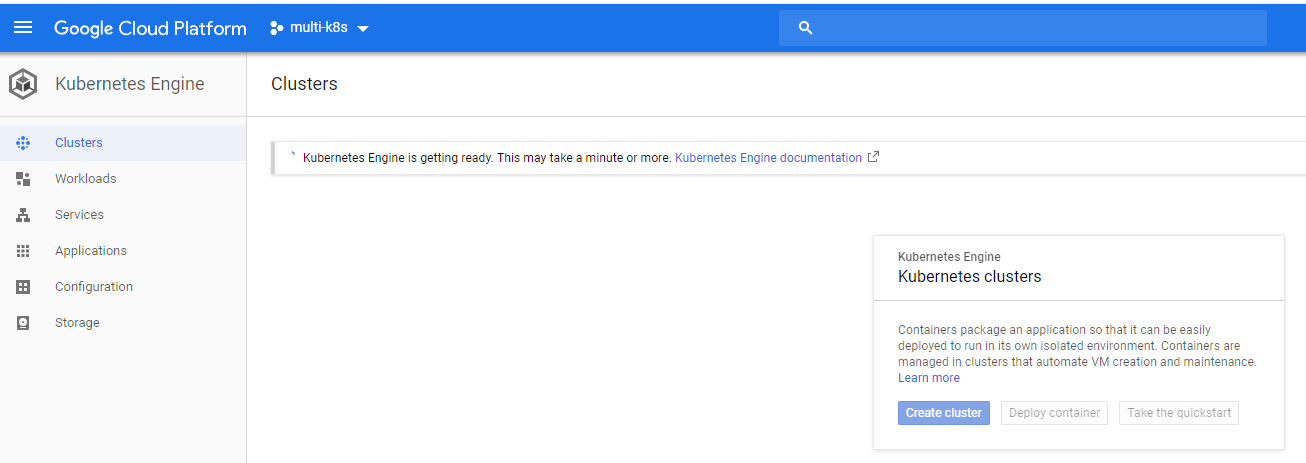 Google Cloud Platform
multi-k8s
Kubernetes Engine
Clusters
Clusters
Workloads
Services
Applications
Configuration
Storage
Kubernetes Engine is getting ready. This may take a minute or more. Kubernetes Engine documentation
Kubernetes Engine
Kubernetes clusters
Containers package an application so that it can be easily
deployed to run in its own isolated environment. Containers are
managed in clusters that automate VM creation and maintenance.
Learn more
Create cluster
Deploy container
Take the quickstart